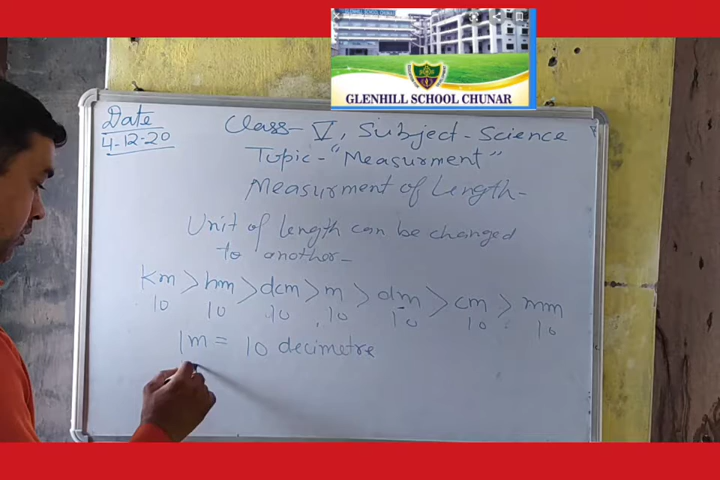 GLENHILL SCHOOL CHUNAR
Date
4-12-20
Class- V, Subject - Science
Topic - "Measurment"
Measurment of Length-
Unit of length can be changed
to another-
Km > hm > dcm > m > dm > cm > mm
10 10 10 10 10 10 10
1m = 10 decimetre